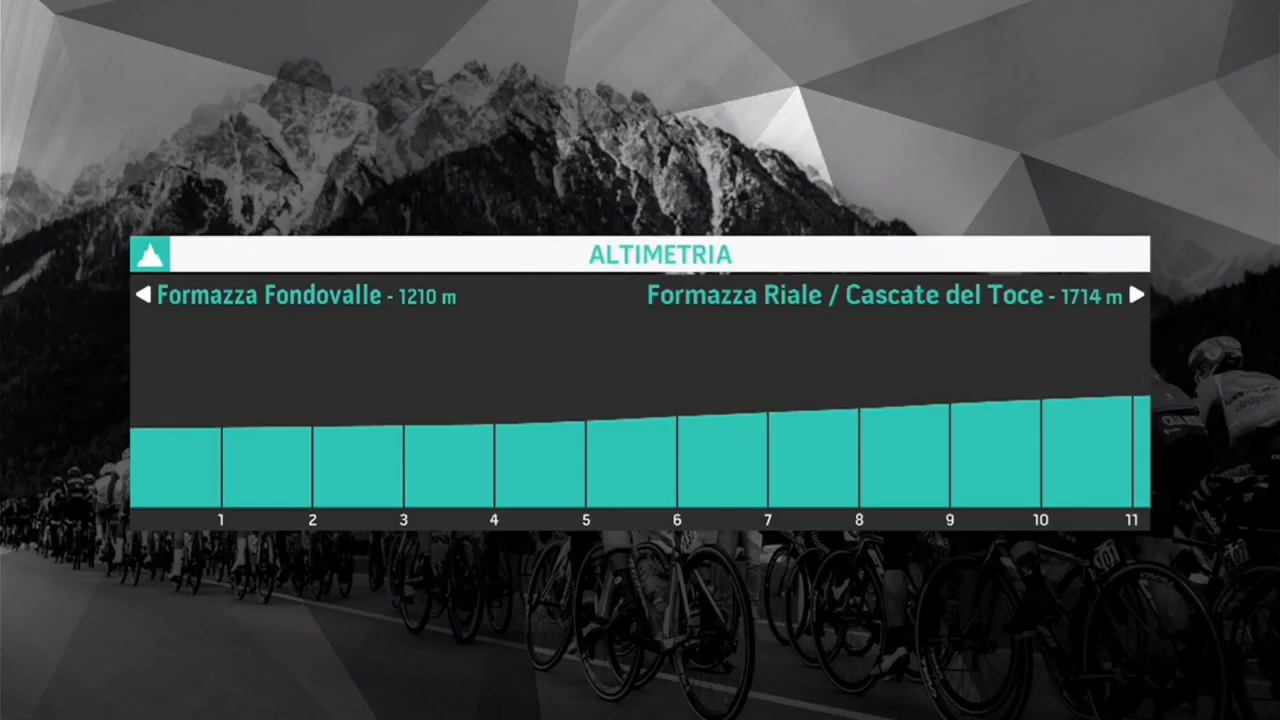 ALTIMETRIA
Formazza Fondovalle - 1210 m
Formazza Riale / Cascate del Toce - 1714 m
1 2 3 4 5 6 7 8 9 10 11